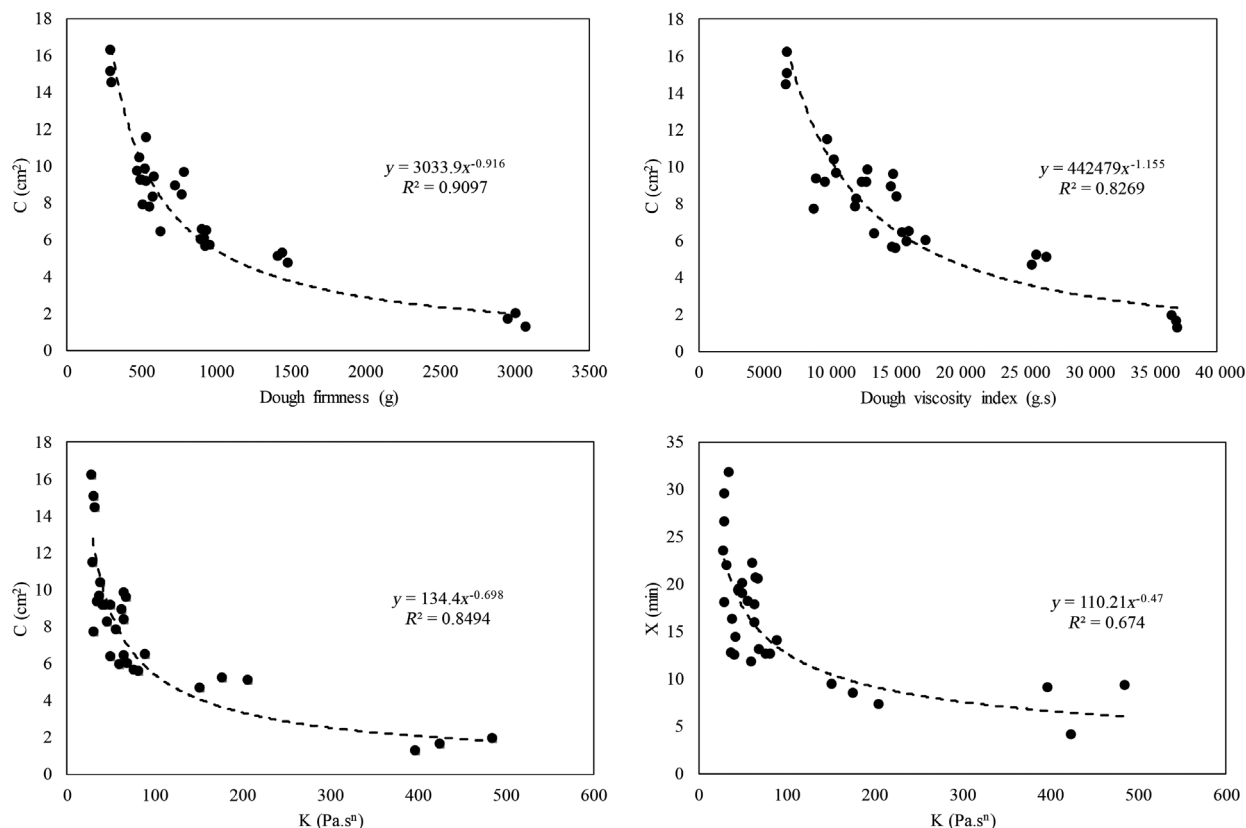 18
16
14
12
10
8
6
4
2
0
C (cm²)
y = 3033.9x^-0.916
R² = 0.9097
0 500 1000 1500 2000 2500 3000 3500
Dough firmness (g)
18
16
14
12
10
8
6
4
2
0
C (cm²)
y = 442479x^-1.155
R² = 0.8269
0 5000 10 000 15 000 20 000 25 000 30 000 35 000 40 000
Dough viscosity index (g.s)
18
16
14
12
10
8
6
4
2
0
C (cm²)
y = 134.4x^-0.698
R² = 0.8494
0 100 200 300 400 500 600
K (Pa.sⁿ)
35
30
25
20
15
10
5
0
X (min)
y = 110.21x^-0.47
R² = 0.674
0 100 200 300 400 500 600
K (Pa.sⁿ)